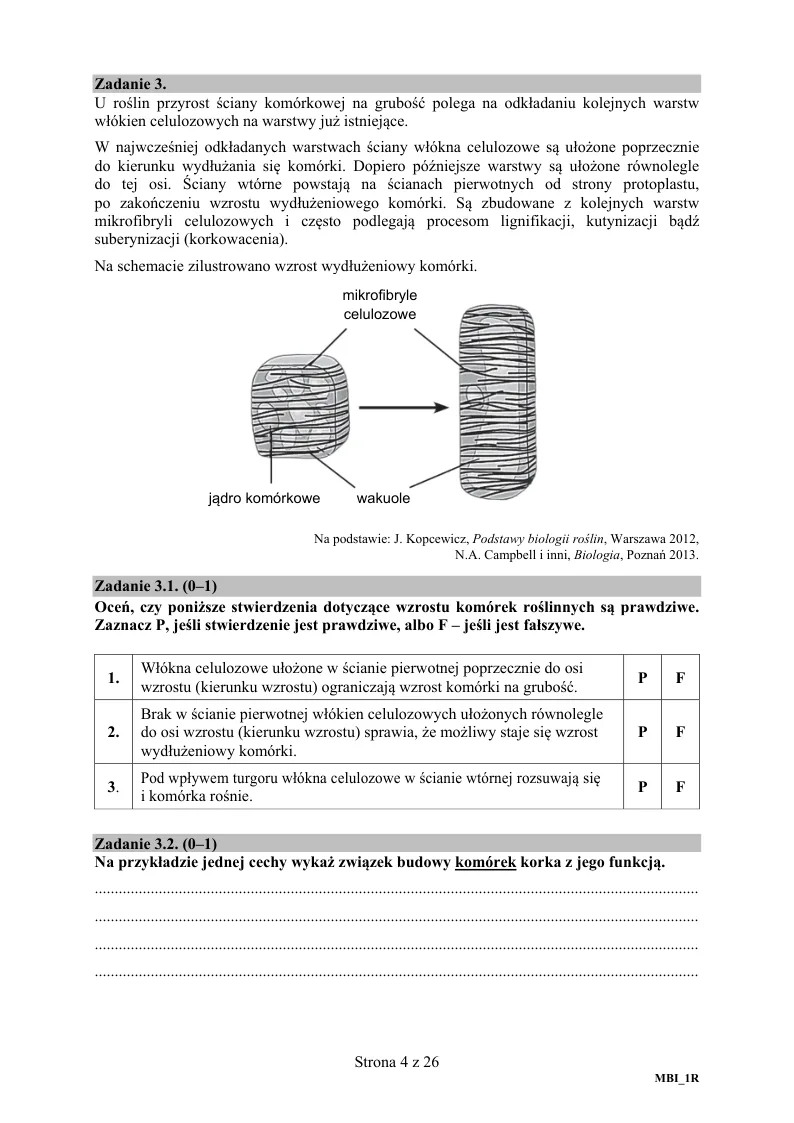 Zadanie 3.
U roślin przyrost ściany komórkowej na grubość polega na odkładaniu kolejnych warstw
włókien celulozowych na warstwy już istniejące.
W najwcześniej odkładanych warstwach ściany włókna celulozowe są ułożone poprzecznie
do kierunku wydłużania się komórki. Dopiero późniejsze warstwy są ułożone równolegle
do tej osi. Ściany wtórne powstają na ścianach pierwotnych od strony protoplastu,
po zakończeniu wzrostu wydłużeniowego komórki. Są zbudowane z kolejnych warstw
mikrofibryli celulozowych i często podlegają procesom lignifikacji, kutynizacji bądź
suberynizacji (korkowacenia).
Na schemacie zilustrowano wzrost wydłużeniowy komórki.
mikrofibryle
celulozowe
jądro komórkowe
wakuole
Na podstawie: J. Kopcewicz, Podstawy biologii roślin, Warszawa 2012,
N.A. Campbell i inni, Biologia, Poznań 2013.
Zadanie 3.1. (0–1)
Oceń, czy poniższe stwierdzenia dotyczące wzrostu komórek roślinnych są prawdziwe.
Zaznacz P, jeśli stwierdzenie jest prawdziwe, albo F – jeśli jest fałszywe.
1. Włókna celulozowe ułożone w ścianie pierwotnej poprzecznie do osi
wzrostu (kierunku wzrostu) ograniczają wzrost komórki na grubość. P F
2. Brak w ścianie pierwotnej włókien celulozowych ułożonych równolegle
do osi wzrostu (kierunku wzrostu) sprawia, że możliwy staje się wzrost
wydłużeniowy komórki. P F
3. Pod wpływem turgoru włókna celulozowe w ścianie wtórnej rozsuwają się
i komórka rośnie. P F
Zadanie 3.2. (0–1)
Na przykładzie jednej cechy wykaż związek budowy komórek korka z jego funkcją.
Strona 4 z 26
MBI_1R